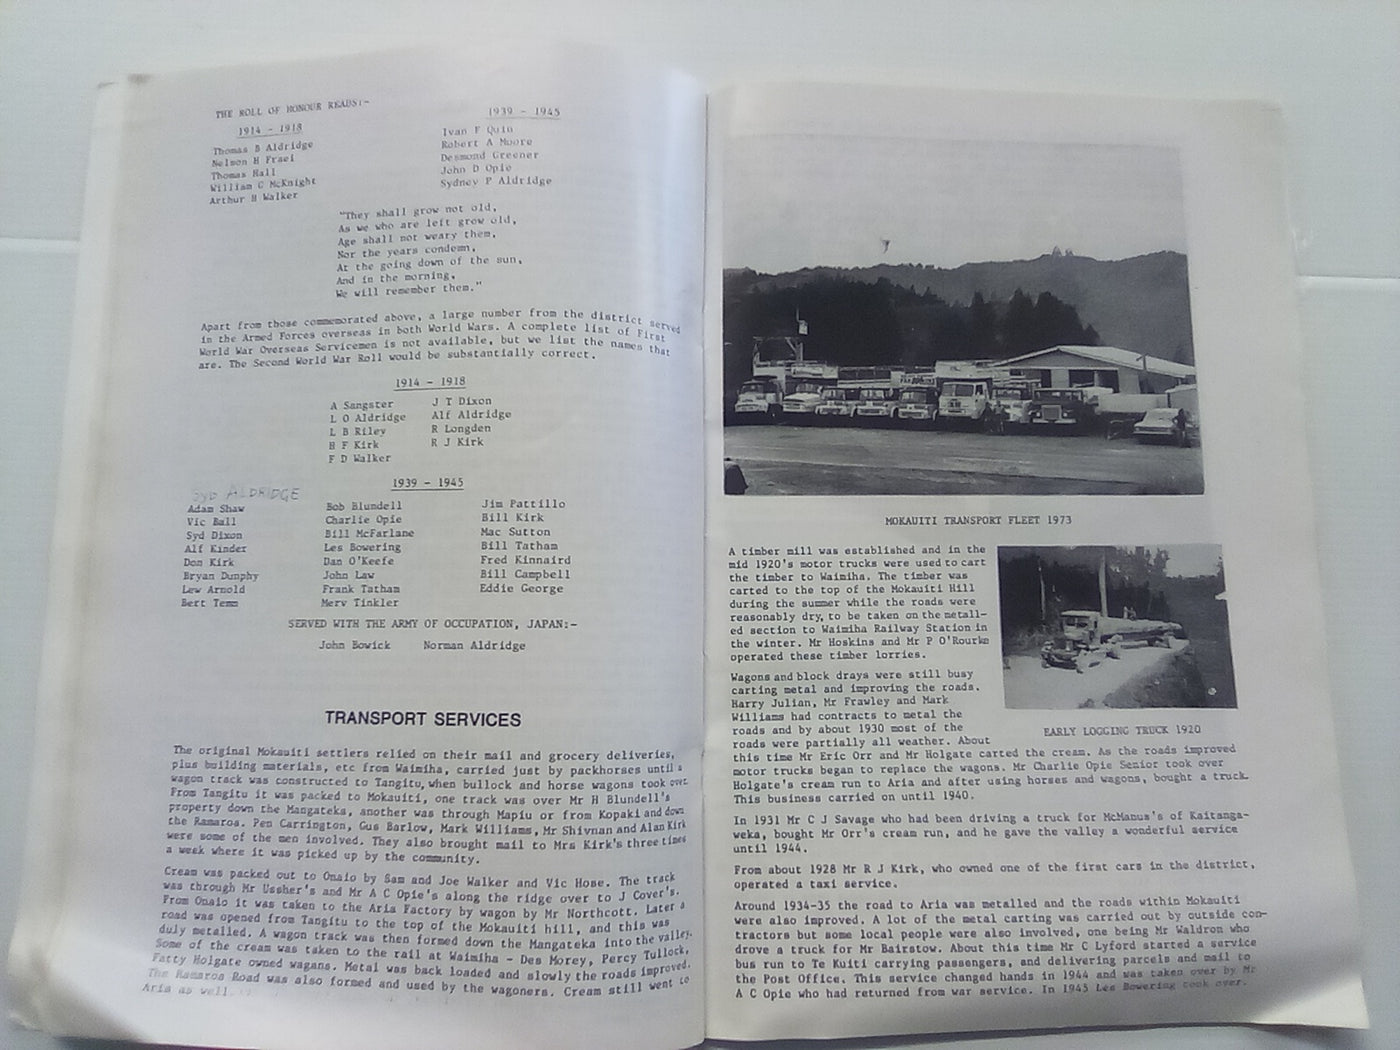 THE ROLL OF HONOUR READS:-
1914 - 1918
Thomas B Aldridge
Nelson H Fraei
Thomas Hall
William G McKnight
Arthur H Walker
1939 - 1945
Ivan F Quin
Robert A Moore
Desmond Greener
John D Opie
Sydney P Aldridge
"They shall grow not old,
As we who are left grow old,
Age shall not weary them,
Nor the years condemn,
At the going down of the sun,
And in the morning,
We will remember them."
Apart from those commemorated above, a large number from the district served
in the Armed Forces overseas in both World Wars. A complete list of First
World War Overseas Servicemen is not available, but we list the names that
are. The Second World War Roll would be substantially correct.
1914 - 1918
A Sangster
L O Aldridge
L B Riley
H F Kirk
F D Walker
J T Dixon
Alf Aldridge
R Longden
R J Kirk
1939 - 1945
Syd ALDRIDGE
Adam Shaw
Vic Ball
Syd Dixon
Alf Kinder
Don Kirk
Bryan Dunphy
Lew Arnold
Bert Temm
Bob Blundell
Charlie Opie
Bill McFarlane
Les Bowering
Dan O'Keefe
John Law
Frank Tatham
Merv Tinkler
Jim Pattillo
Bill Kirk
Mac Sutton
Bill Tatham
Fred Kinnaird
Bill Campbell
Eddie George
SERVED WITH THE ARMY OF OCCUPATION, JAPAN:-
John Bowick Norman Aldridge
TRANSPORT SERVICES
The original Mokauiti settlers relied on their mail and grocery deliveries,
plus building materials, etc from Waimiha, carried just by packhorses until a
wagon track was constructed to Tangitu, when bullock and horse wagons took over.
From Tangitu it was packed to Mokauiti, one track was over Mr H Blundell's
property down the Mangateka, another was through Mapiu or from Kopaki and down
the Ramaroa. Pen Carrington, Gus Barlow, Mark Williams, Mr Shivnan and Alan Kirk
were some of the men involved. They also brought mail to Mrs Kirk's three times
a week where it was picked up by the community.
Cream was packed out to Onaio by Sam and Joe Walker and Vic Hose. The track
was through Mr Ussher's and Mr A C Opie's along the ridge over to J Cover's.
From Onaio it was taken to the Aria Factory by wagon by Mr Northcott. Later a
road was opened from Tangitu to the top of the Mokauiti hill, and this was
duly metalled. A wagon track was then formed down the Mangateka into the valley.
Some of the cream was taken to the rail at Waimiha - Des Morey, Percy Tullock,
Fatty Holgate owned wagons. Metal was back loaded and slowly the roads improved.
The Ramaroa Road was also formed and used by the wagoners. Cream still went to
Aria as well.
MOKAUITI TRANSPORT FLEET 1973
A timber mill was established and in the
mid 1920's motor trucks were used to cart
the timber to Waimiha. The timber was
carted to the top of the Mokauiti Hill
during the summer while the roads were
reasonably dry, to be taken on the metall-
ed section to Waimiha Railway Station in
the winter. Mr Hoskins and Mr P O'Rourke
operated these timber lorries.
Wagons and block drays were still busy
carting metal and improving the roads.
Harry Julian, Mr Frawley and Mark
Williams had contracts to metal the
roads and by about 1930 most of the
roads were partially all weather. About
EARLY LOGGING TRUCK 1920
this time Mr Eric Orr and Mr Holgate carted the cream. As the roads improved
motor trucks began to replace the wagons. Mr Charlie Opie Senior took over
Holgate's cream run to Aria and after using horses and wagons, bought a truck.
This business carried on until 1940.
In 1931 Mr C J Savage who had been driving a truck for McManus's of Kaitanga-
weka, bought Mr Orr's cream run, and he gave the valley a wonderful service
until 1944.
From about 1928 Mr R J Kirk, who owned one of the first cars in the district,
operated a taxi service.
Around 1934-35 the road to Aria was metalled and the roads within Mokauiti
were also improved. A lot of the metal carting was carried out by outside con-
tractors but some local people were also involved, one being Mr Waldron who
drove a truck for Mr Bairstow. About this time Mr C Lyford started a service
bus run to Te Kuiti carrying passengers, and delivering parcels and mail to
the Post Office. This service changed hands in 1944 and was taken over by Mr
A C Opie who had returned from war service. In 1945 Les Bowering took over.